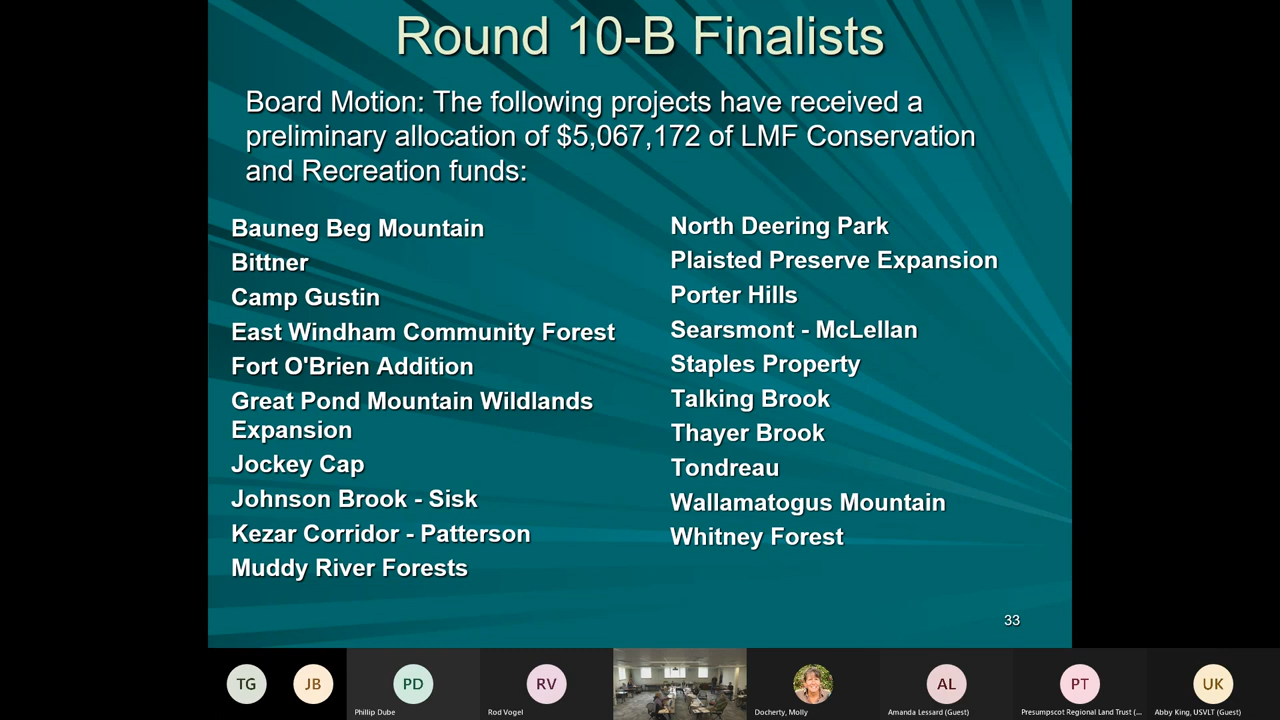 Round 10-B Finalists
Board Motion: The following projects have received a
preliminary allocation of $5,067,172 of LMF Conservation
and Recreation funds:
Bauneg Beg Mountain
Bittner
Camp Gustin
East Windham Community Forest
Fort O'Brien Addition
Great Pond Mountain Wildlands
Expansion
Jockey Cap
Johnson Brook - Sisk
Kezar Corridor - Patterson
Muddy River Forests
North Deering Park
Plaisted Preserve Expansion
Porter Hills
Searsmont - McLellan
Staples Property
Talking Brook
Thayer Brook
Tondreau
Wallamatogus Mountain
Whitney Forest
33
TG
JB
PD
RV
AL
PT
UK
Phillip Dube
Rod Vogel
Docherty, Molly
Amanda Lessard (Guest)
Presumpscot Regional Land Trust (...
Abby King, USVLT (Guest)